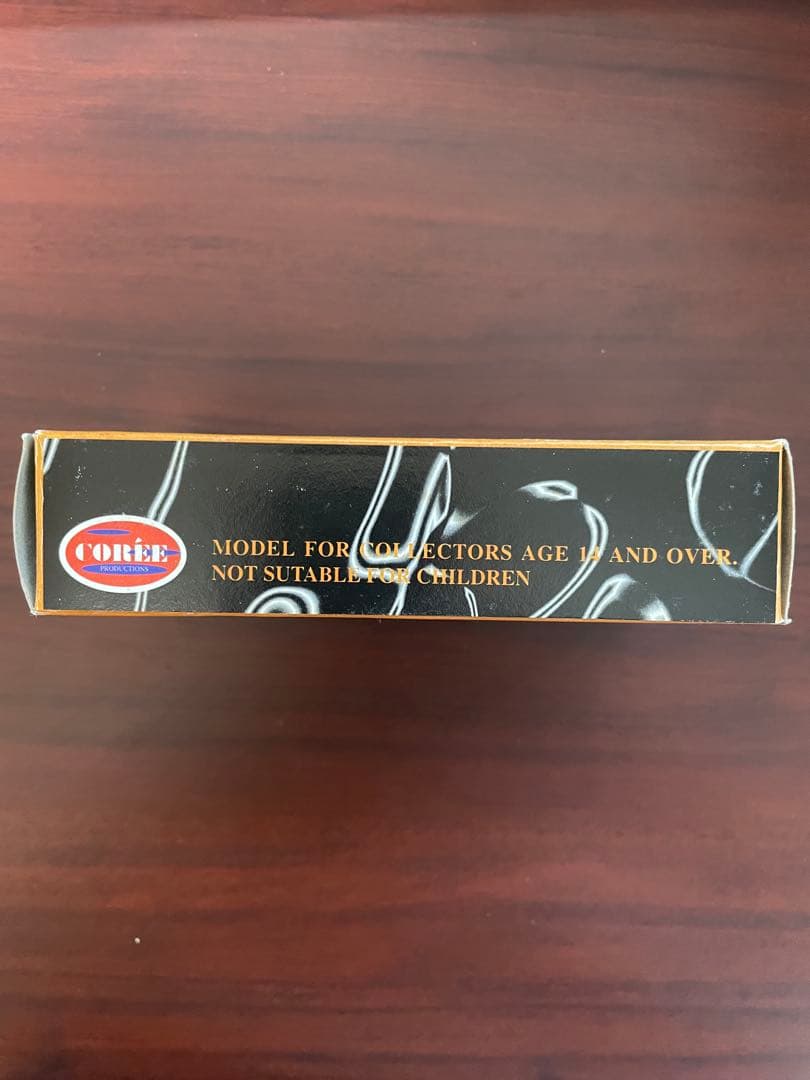 CORÉE
PRODUCTIONS
MODEL FOR COLLECTORS AGE 14 AND OVER.
NOT SUTABLE FOR CHILDREN